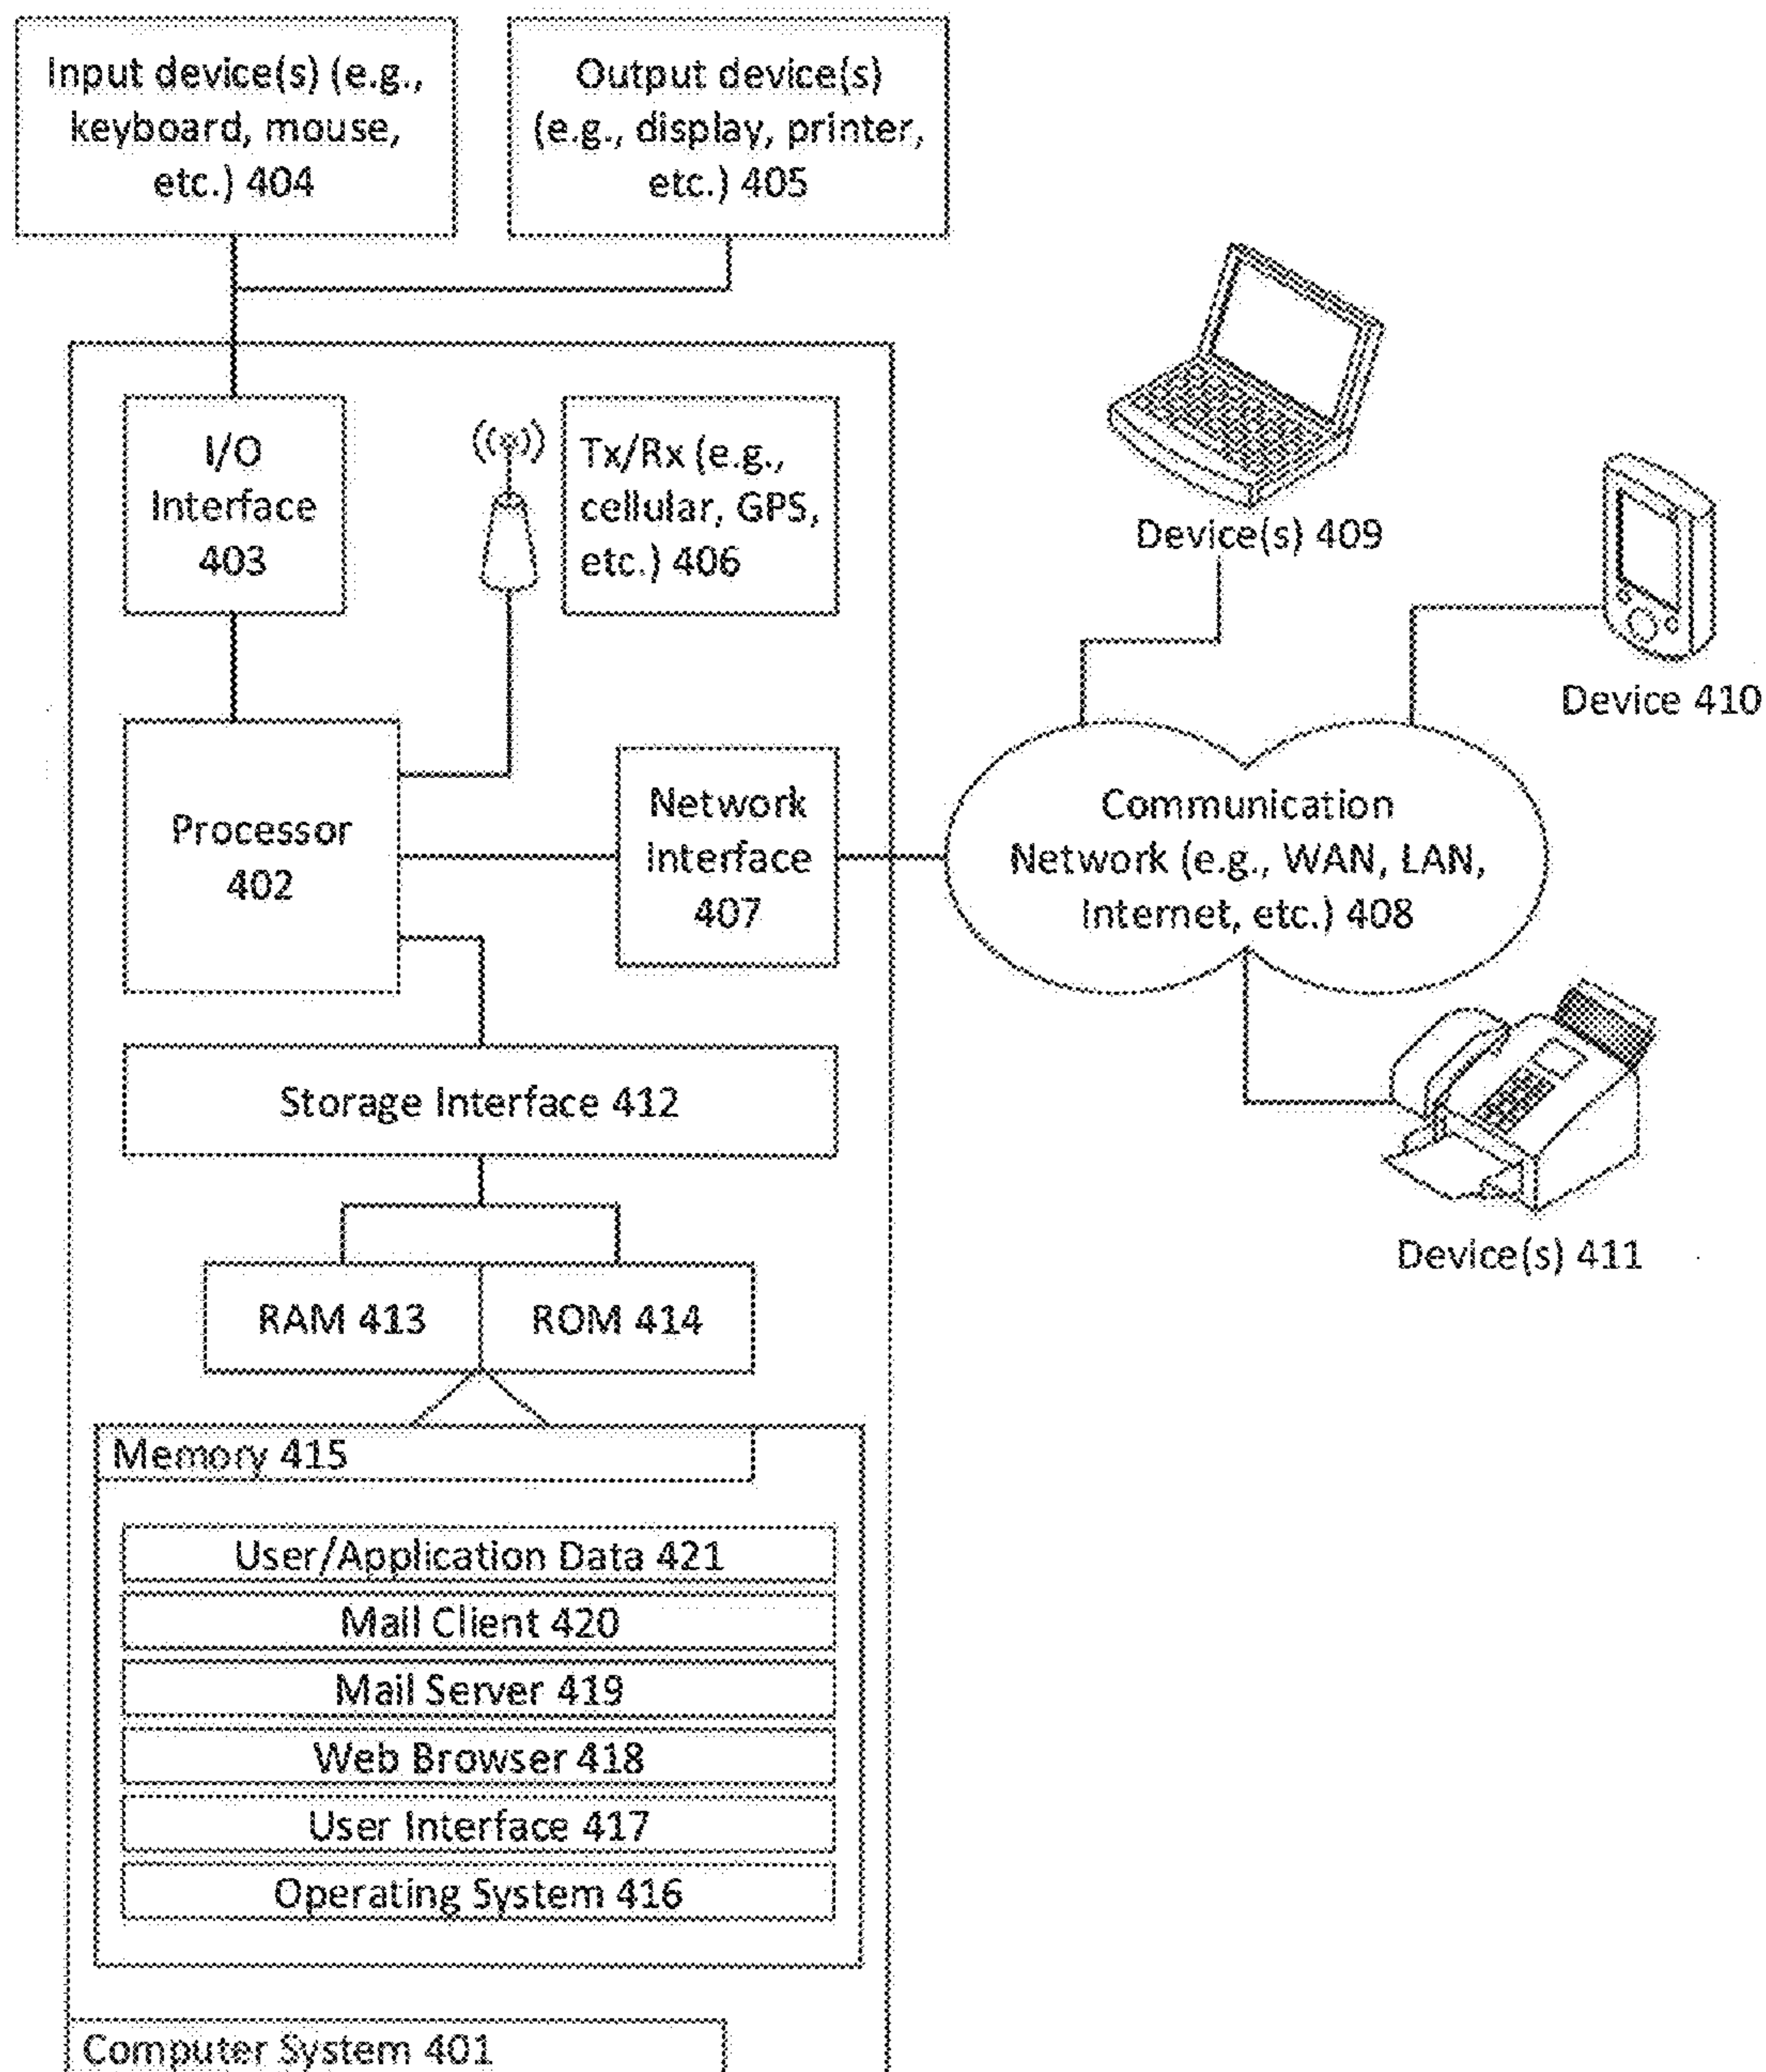 Input device(s) (e.g.,
keyboard, mouse,
etc.) 404
Output device(s)
(e.g., display, printer,
etc.) 405
I/O
Interface
403
Tx/Rx (e.g.,
cellular, GPS,
etc.) 406
Device(s) 409
Device 410
Processor
402
Network
Interface
407
Communication
Network (e.g., WAN, LAN,
Internet, etc.) 408
Storage Interface 412
Device(s) 411
RAM 413
ROM 414
Memory 415
User/Application Data 421
Mail Client 420
Mail Server 419
Web Browser 418
User Interface 417
Operating System 416
Computer System 401